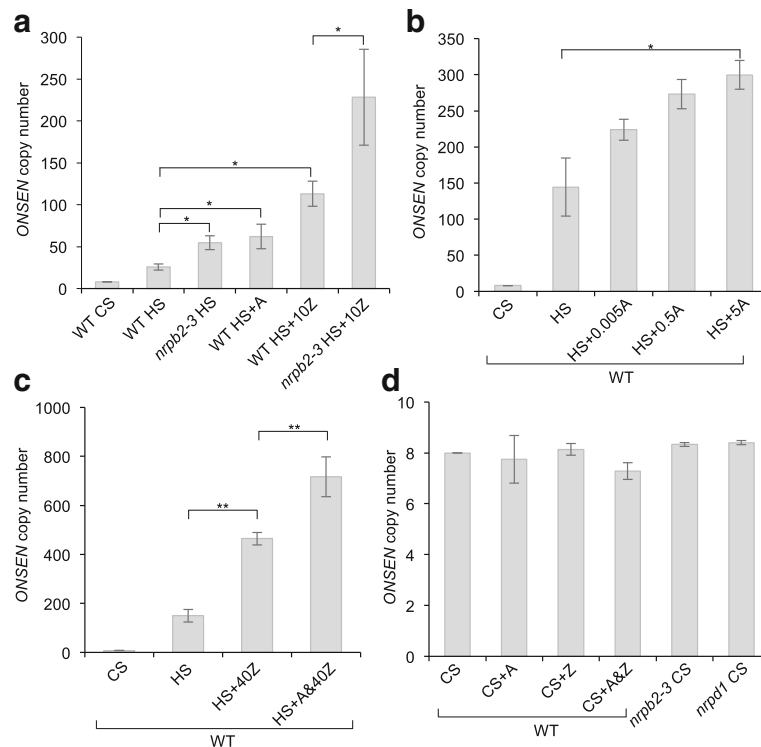 a
ONSEN copy number
300
250
200
150
100
50
0
*
*
*
*
WT CS
WT HS
nrpb2-3 HS
WT HS+A
WT HS+10Z
nrpb2-3 HS+10Z
b
ONSEN copy number
350
300
250
200
150
100
50
0
*
CS
HS
HS+0.005A
HS+0.5A
HS+5A
WT
c
ONSEN copy number
1000
800
600
400
200
0
**
**
CS
HS
HS+40Z
HS+A&40Z
WT
d
ONSEN copy number
10
8
6
4
2
0
CS
CS+A
CS+Z
CS+A&Z
nrpb2-3 CS
nrpd1 CS
WT